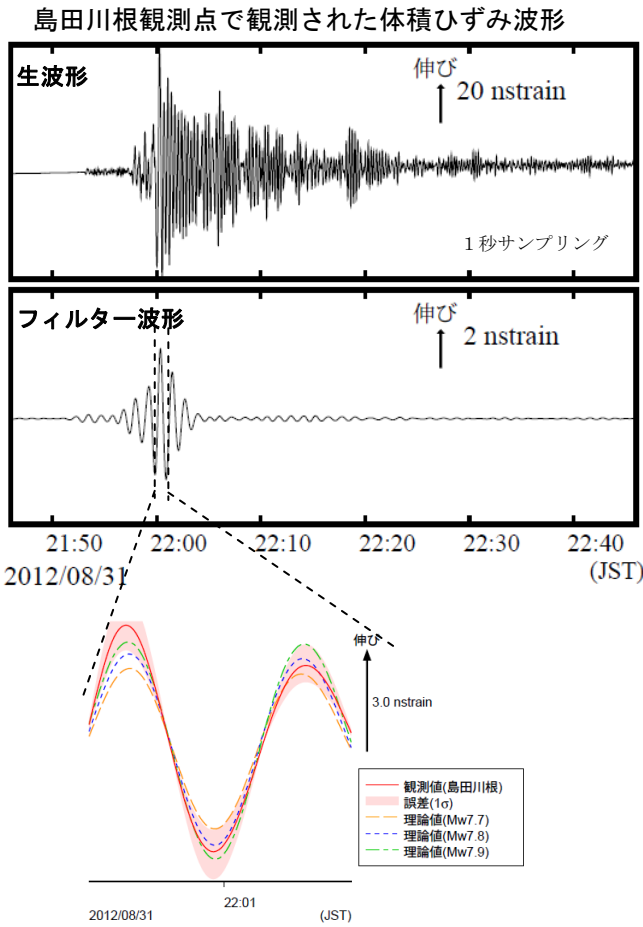 島田川根観測点で観測された体積ひずみ波形
生波形
伸び
20 nstrain
１秒サンプリング
フィルター波形
伸び
2 nstrain
21:50 22:00 22:10 22:20 22:30 22:40
2012/08/31 (JST)
伸び
3.0 nstrain
観測値(島田川根)
誤差(1σ)
理論値(Mw7.7)
理論値(Mw7.8)
理論値(Mw7.9)
22:01
2012/08/31 (JST)